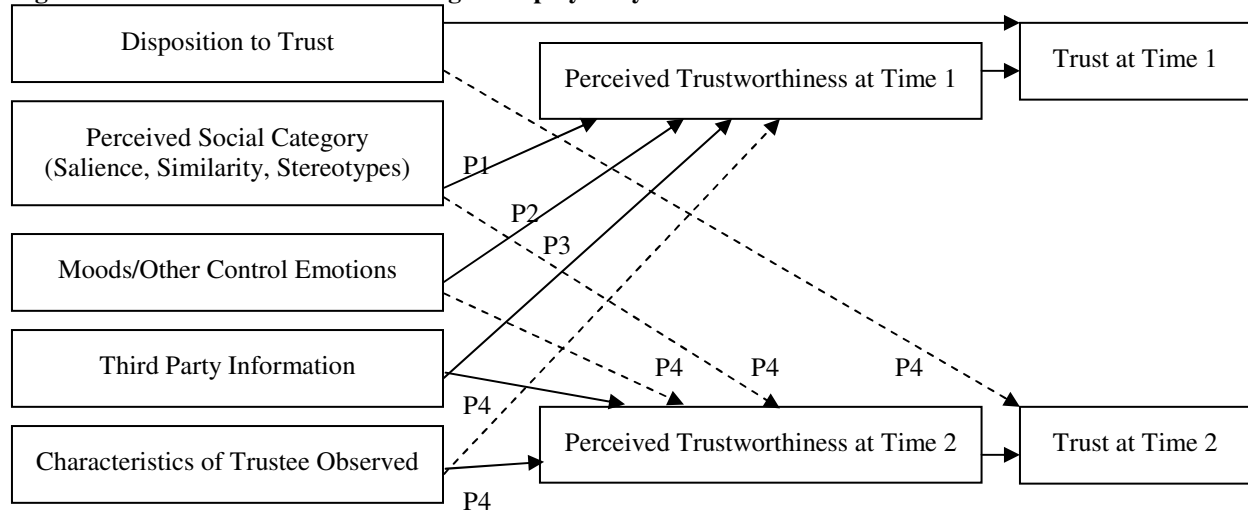 Disposition to Trust
Perceived Trustworthiness at Time 1
Trust at Time 1
Perceived Social Category
(Salience, Similarity, Stereotypes)
P1
P2
P3
Moods/Other Control Emotions
Third Party Information
P4
P4
P4
P4
Characteristics of Trustee Observed
P4
Perceived Trustworthiness at Time 2
Trust at Time 2